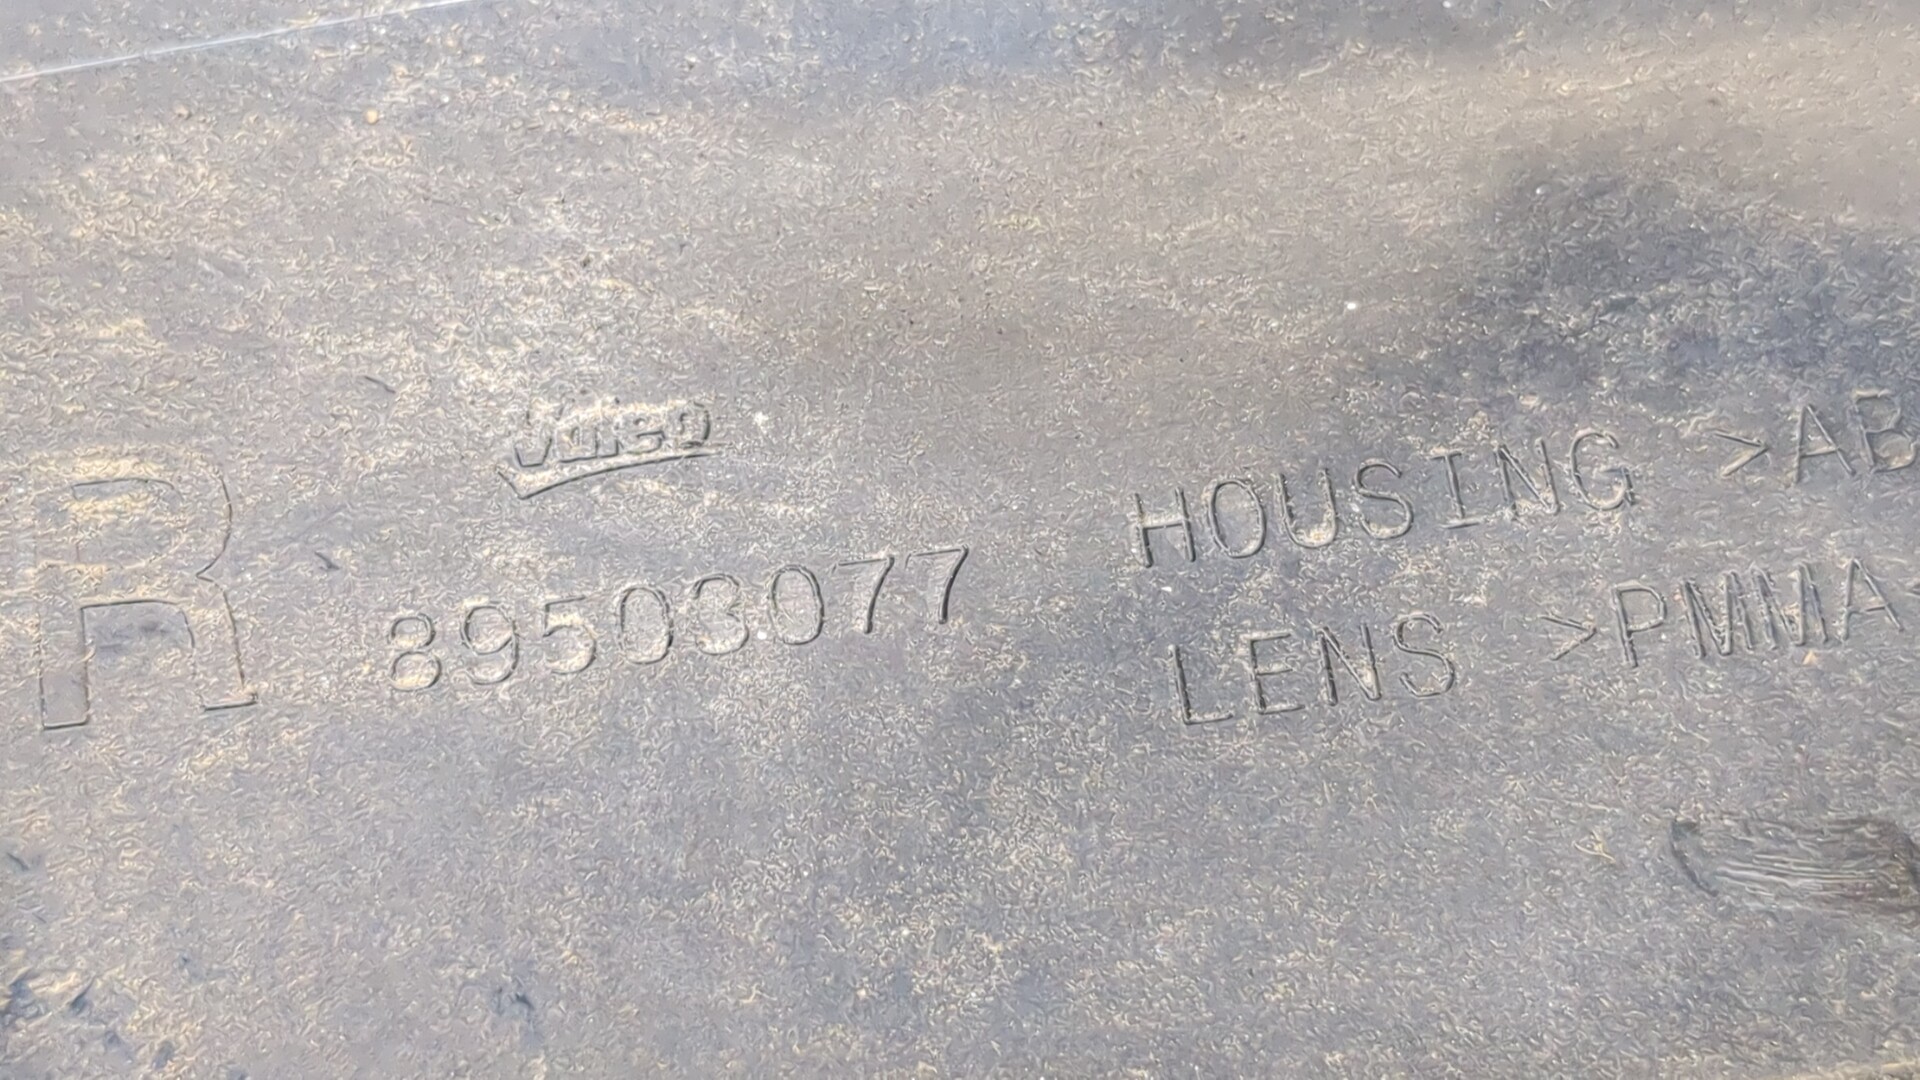 Valeo
R
89503077
HOUSING >AB
LENS >PMMA